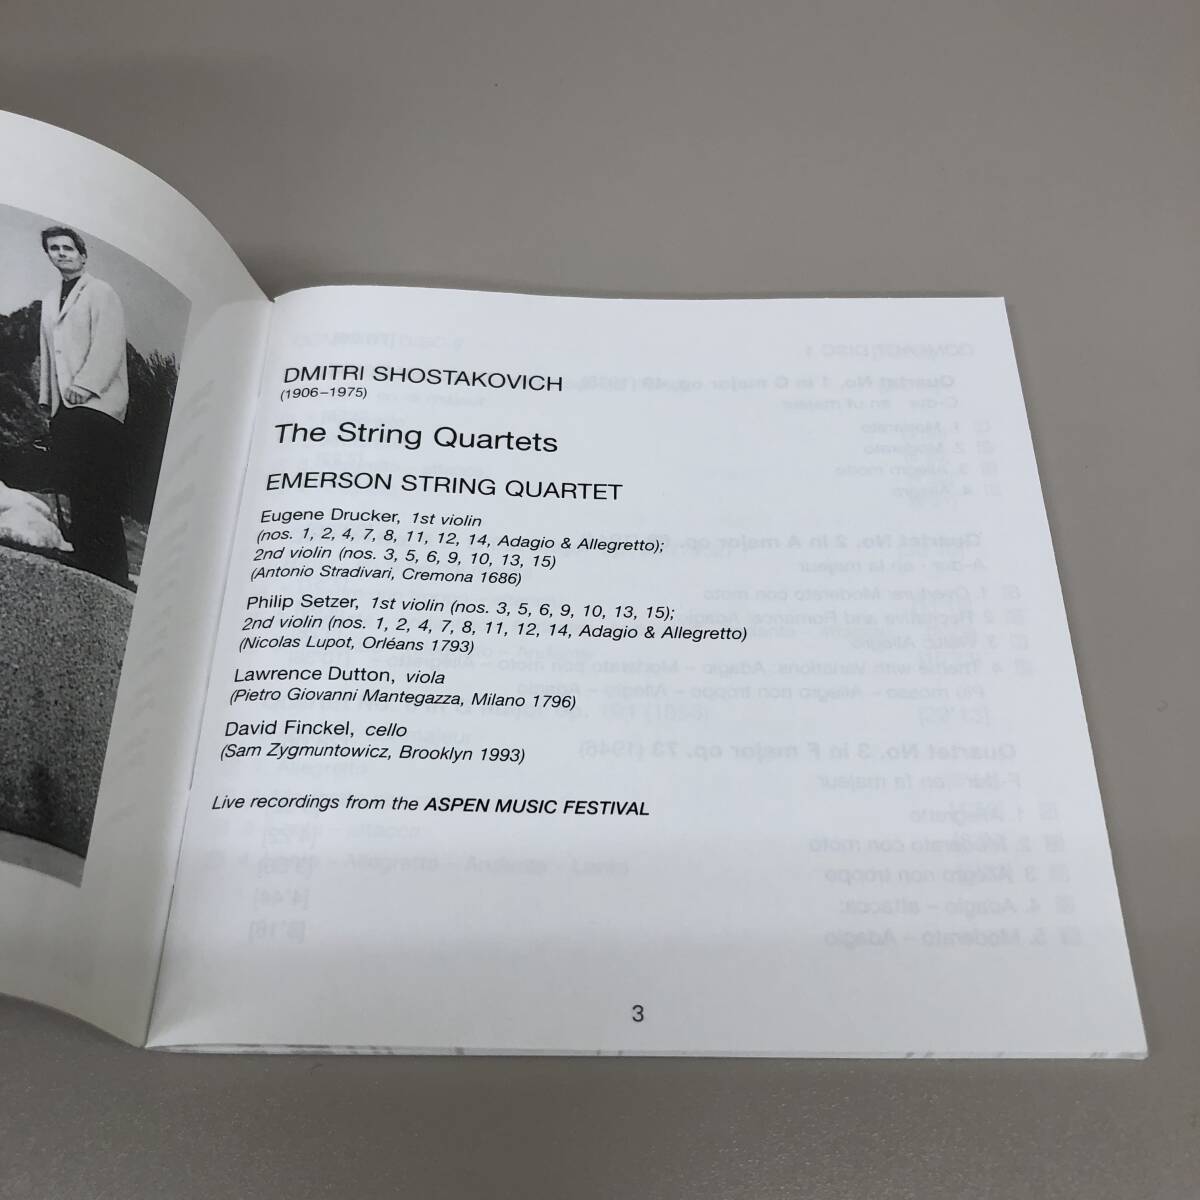 DMITRI SHOSTAKOVICH
(1906–1975)
The String Quartets
EMERSON STRING QUARTET
Eugene Drucker, 1st violin
(nos. 1, 2, 4, 7, 8, 11, 12, 14, Adagio & Allegretto);
2nd violin (nos. 3, 5, 6, 9, 10, 13, 15)
(Antonio Stradivari, Cremona 1686)
Philip Setzer, 1st violin (nos. 3, 5, 6, 9, 10, 13, 15);
2nd violin (nos. 1, 2, 4, 7, 8, 11, 12, 14, Adagio & Allegretto)
(Nicolas Lupot, Orléans 1793)
Lawrence Dutton, viola
(Pietro Giovanni Mantegazza, Milano 1796)
David Finckel, cello
(Sam Zygmuntowicz, Brooklyn 1993)
Live recordings from the ASPEN MUSIC FESTIVAL
3